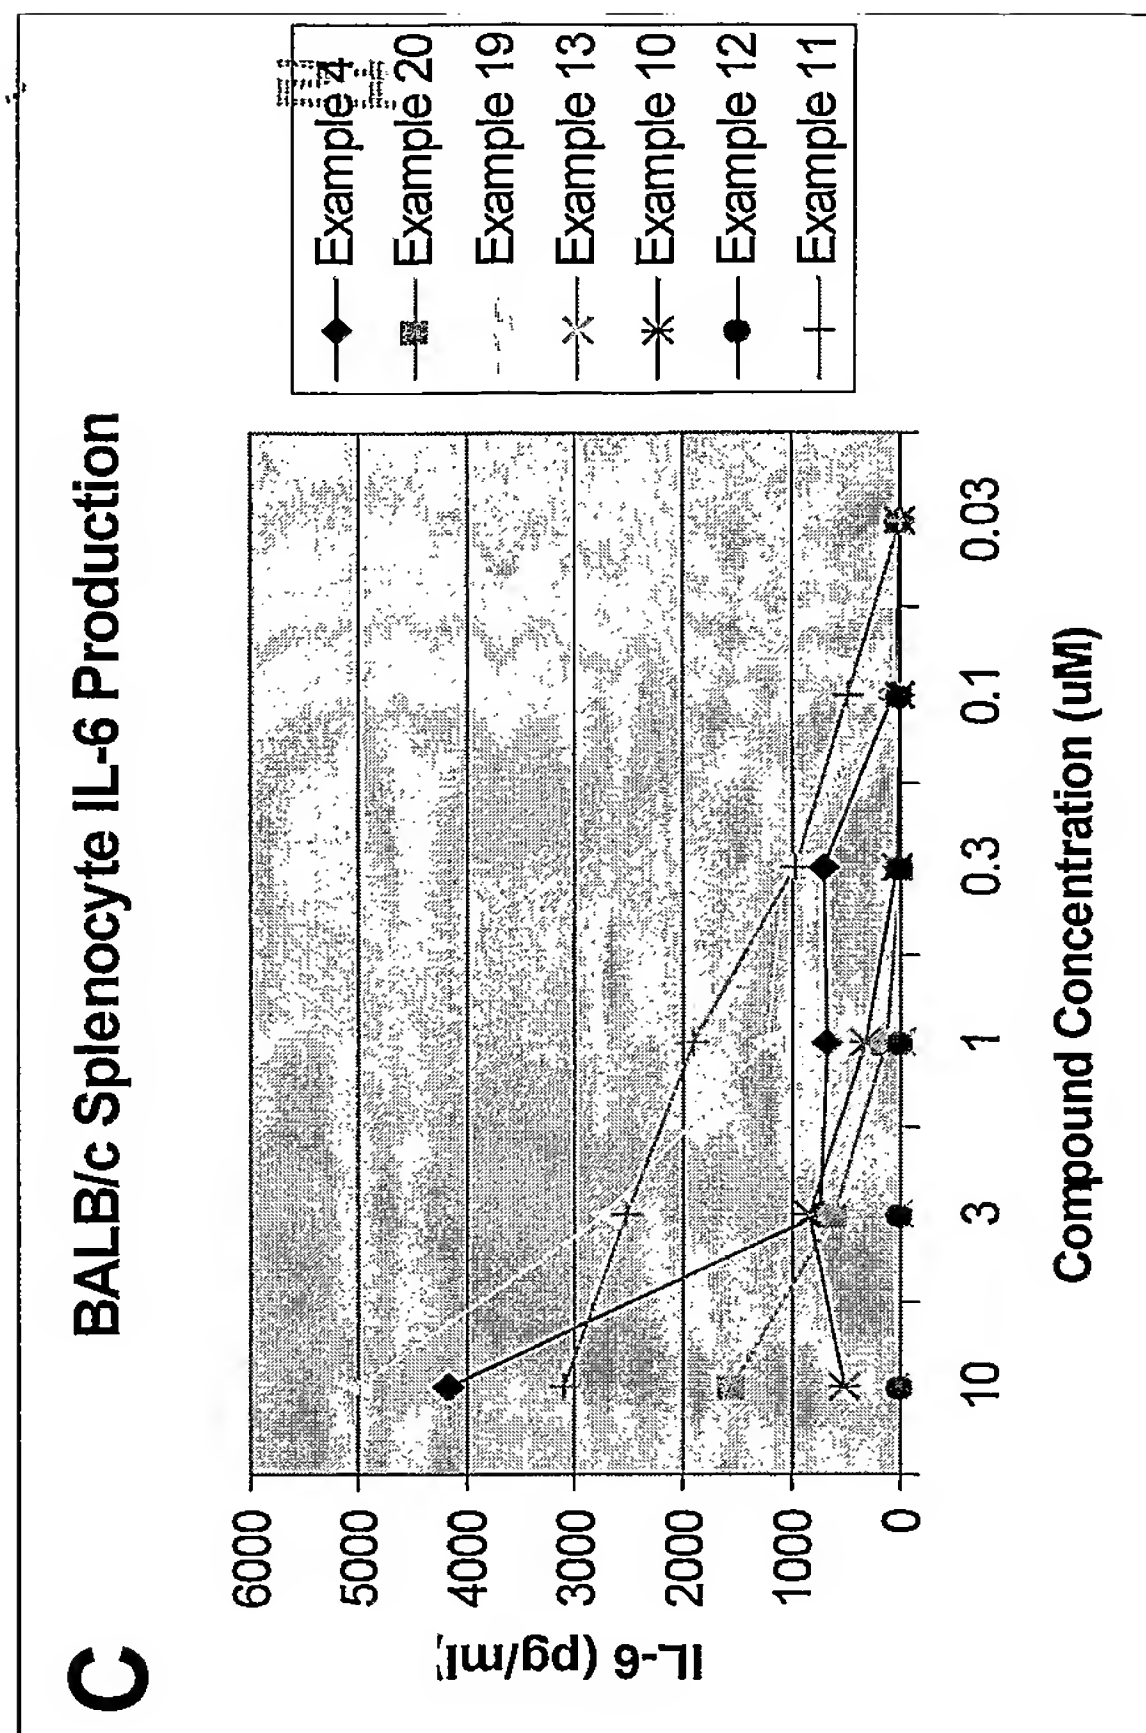 C
BALB/c Splenocyte IL-6 Production
IL-6 (pg/ml
6000
5000
4000
3000
2000
1000
0
10
3
1
0.3
0.1
0.03
Compound Concentration (uM)
Example 4
Example 20
Example 19
Example 13
Example 10
Example 12
Example 11